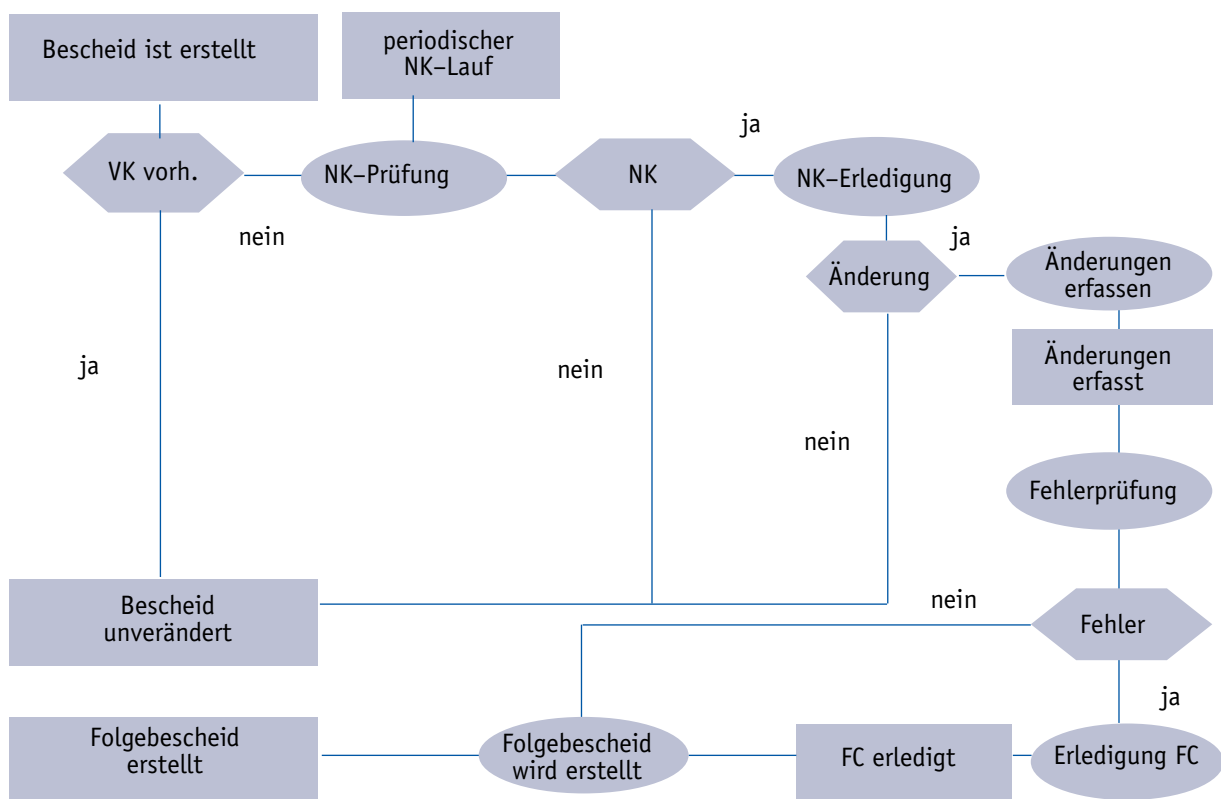 Bescheid ist erstellt
periodischer
NK–Lauf
ja
VK vorh.
NK–Prüfung
NK
NK–Erledigung
nein
ja
Änderung
Änderungen
erfassen
ja
nein
Änderungen
erfasst
nein
Fehlerprüfung
Bescheid
unverändert
nein
Fehler
ja
Folgebescheid
erstellt
Folgebescheid
wird erstellt
FC erledigt
Erledigung FC